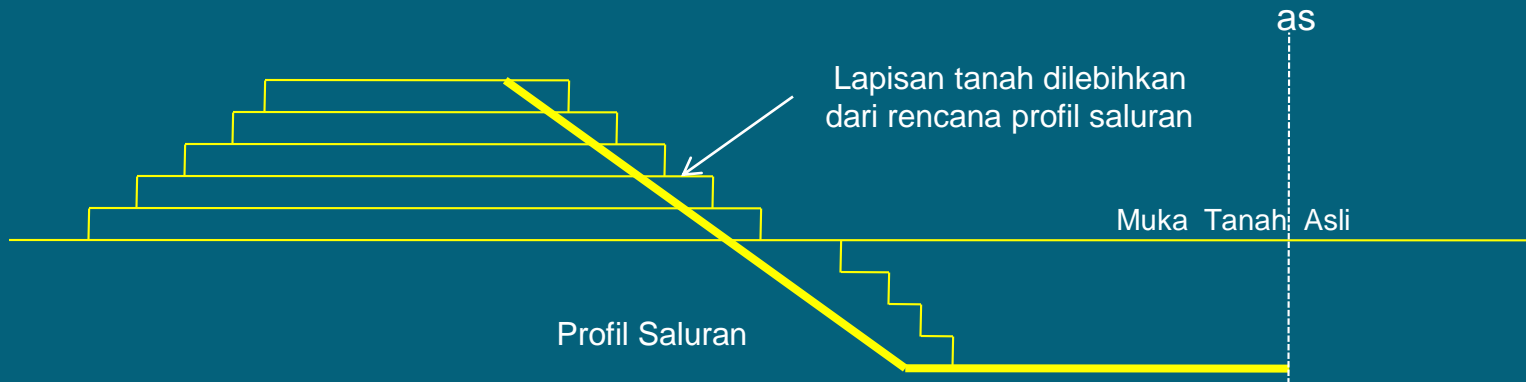 as
Lapisan tanah dilebihkan
dari rencana profil saluran
Muka Tanah Asli
Profil Saluran